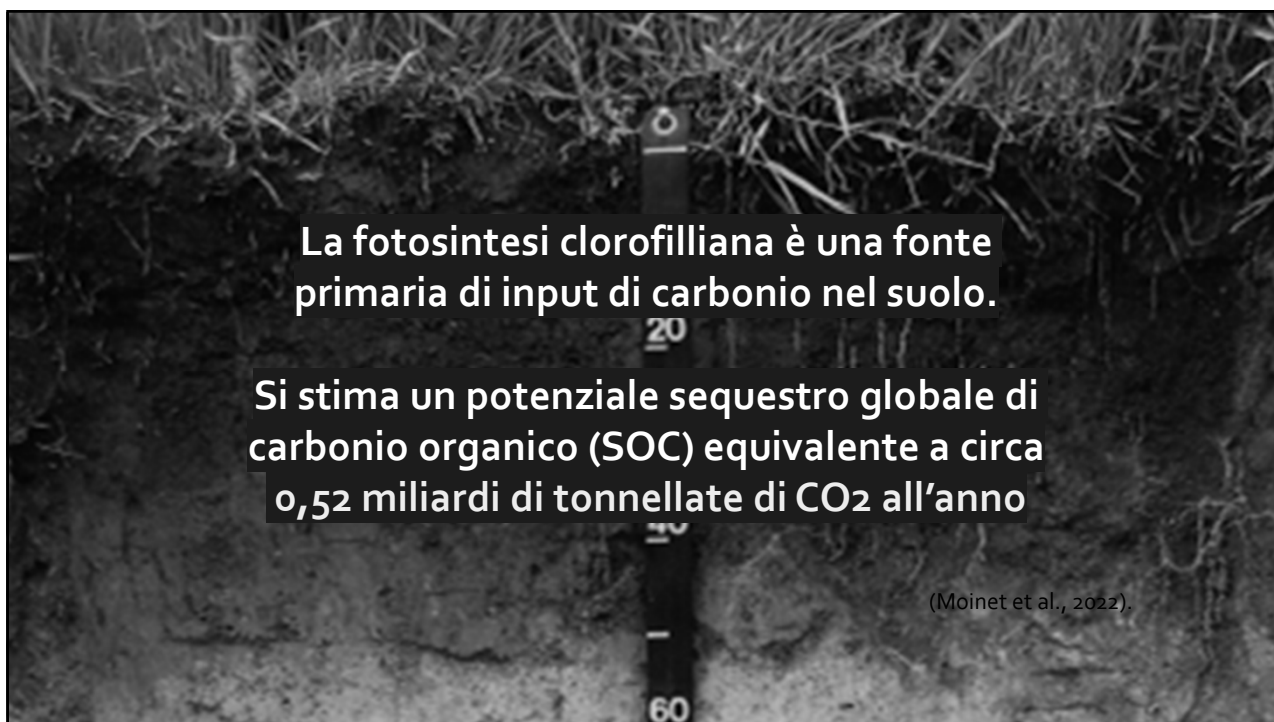 0
La fotosintesi clorofilliana è una fonte
primaria di input di carbonio nel suolo.
20
Si stima un potenziale sequestro globale di
carbonio organico (SOC) equivalente a circa
0,52 miliardi di tonnellate di CO2 all’anno
40
(Moinet et al., 2022).
60